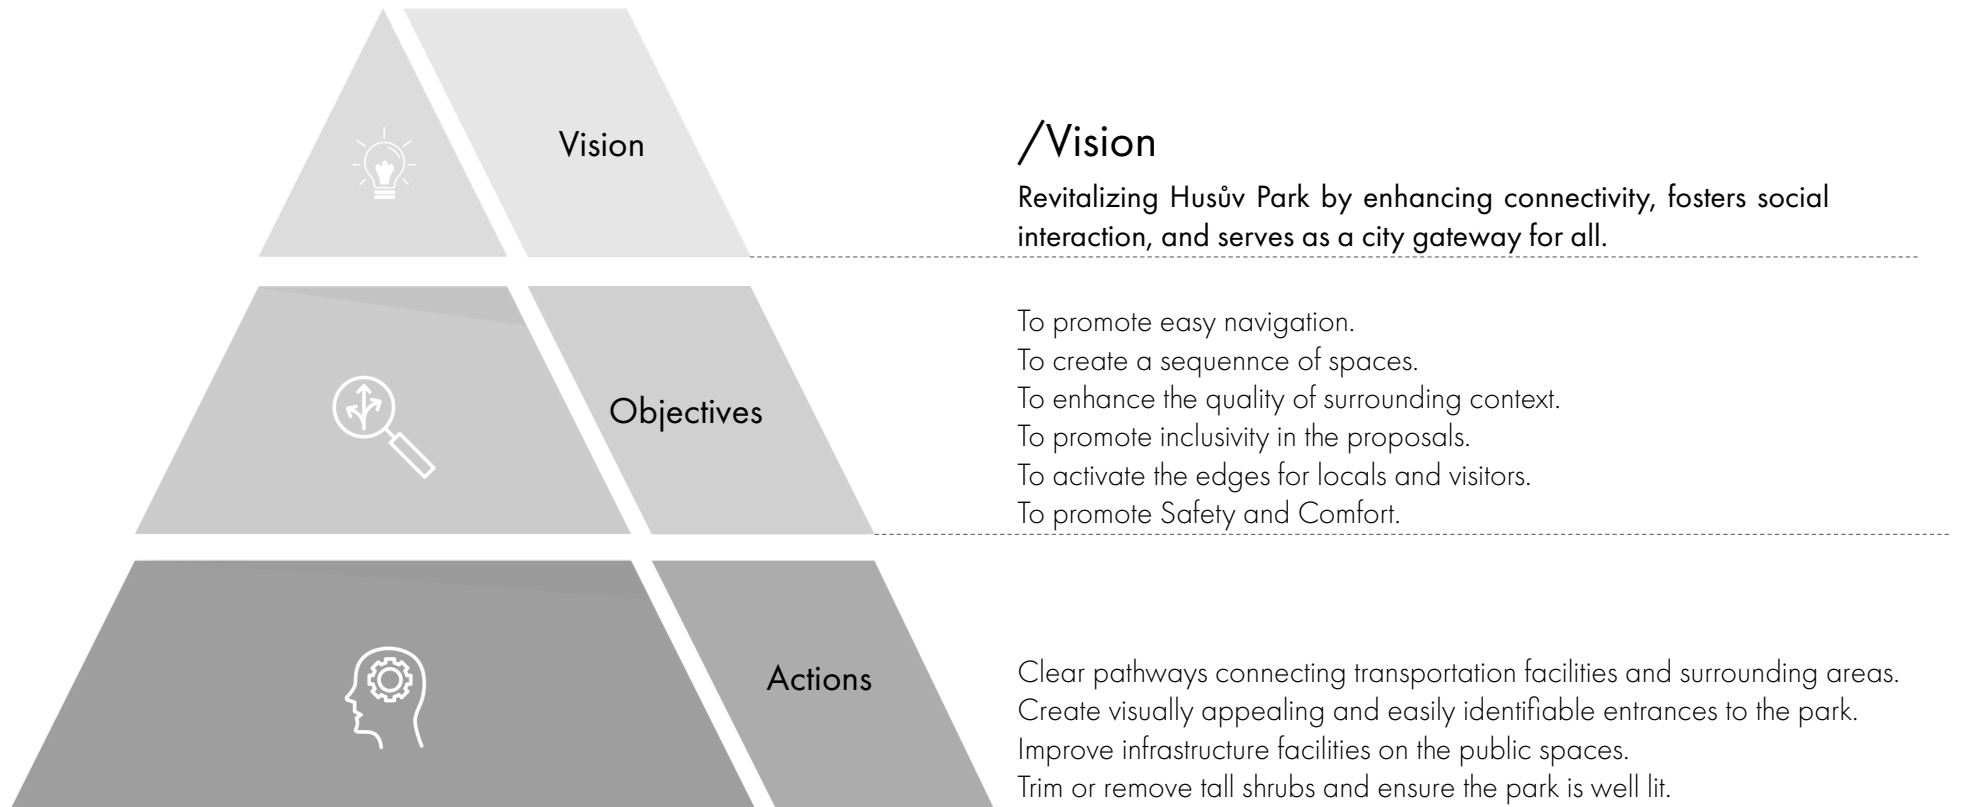 Vision
/Vision
Revitalizing Husův Park by enhancing connectivity, fosters social
interaction, and serves as a city gateway for all.
Objectives
To promote easy navigation.
To create a sequennce of spaces.
To enhance the quality of surrounding context.
To promote inclusivity in the proposals.
To activate the edges for locals and visitors.
To promote Safety and Comfort.
Actions
Clear pathways connecting transportation facilities and surrounding areas.
Create visually appealing and easily identifiable entrances to the park.
Improve infrastructure facilities on the public spaces.
Trim or remove tall shrubs and ensure the park is well lit.